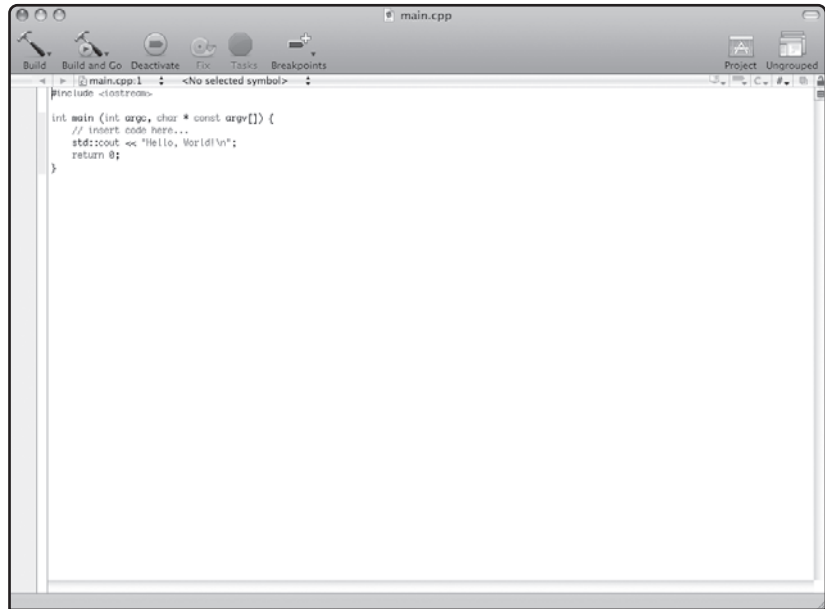 main.cpp
Build Build and Go Deactivate Fix Tasks Breakpoints Project Ungrouped
main.cpp:1 <No selected symbol> C #
#include <iostream>
int main (int argc, char * const argv[]) {
// insert code here...
std::cout << "Hello, World!\n";
return 0;
}